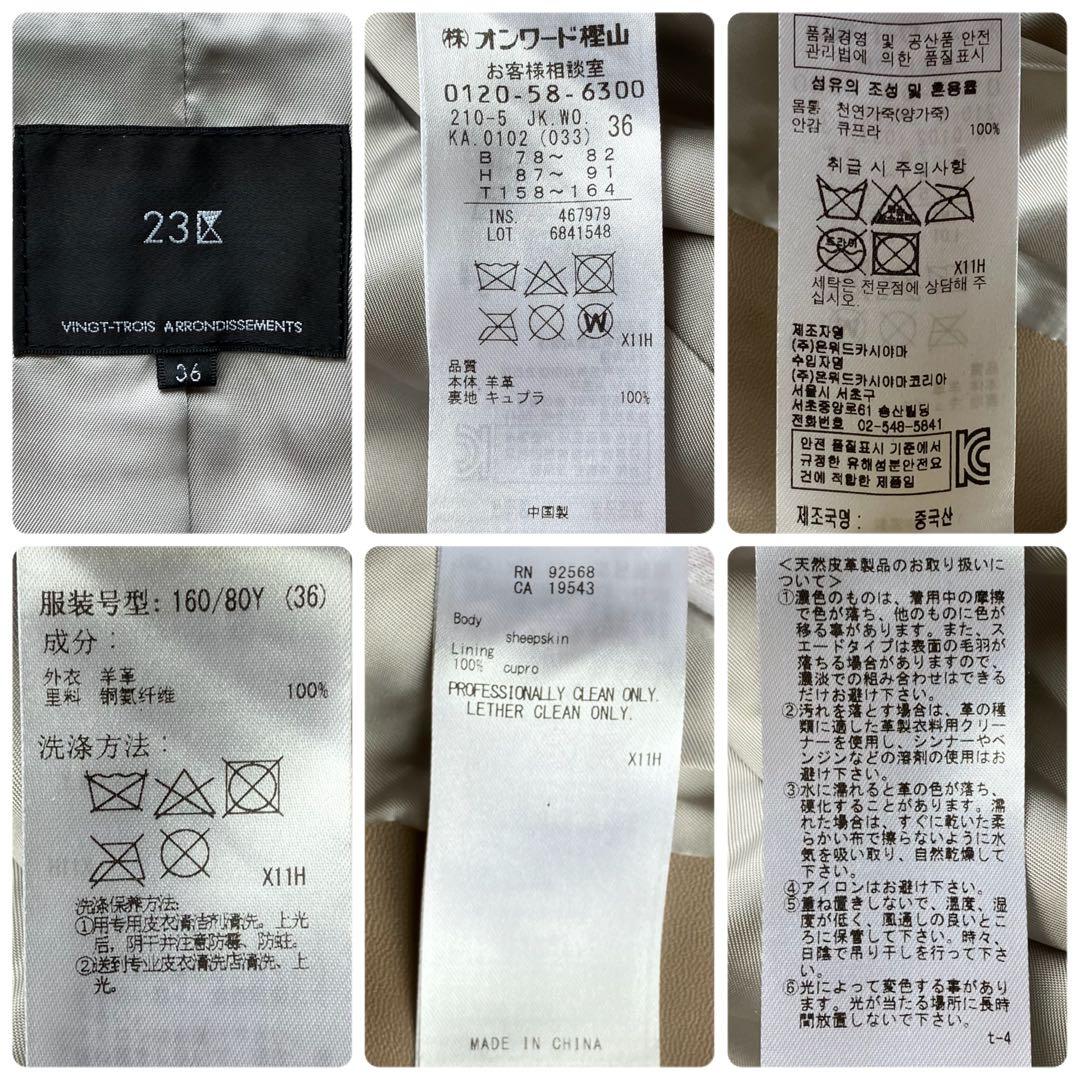 23区
VINGT-TROIS ARRONDISSEMENTS
36
㈱オンワード樫山
お客様相談室
0120-58-6300
210-5 JK.WO.
KA.0102 (033) 36
B 78～ 82
H 87～ 91
T158～164
INS. 467979
LOT 6841548
W
X11H
品質
本体 羊革
裏地 キュプラ 100%
中国製
품질경영 및 공산품 안전
관리법에 의한 품질표시
섬유의 조성 및 혼용률
몸통 천연가죽(양가죽)
안감 큐프라 100%
취급 시 주의사항
드라이
X11H
세탁은 전문점에 상담해 주
십시오.
제조자명
(주)온워드카시야마
수입자명
(주)온워드카시야마코리아
서울시 서초구
서초중앙로61 송산빌딩
전화번호 02-548-5841
안전 품질표시 기준에서
규정한 유해성분안전요
건에 적합한 제품임
제조국명 : 중국산
服装号型: 160/80Y (36)
成分：
外衣 羊革
里料 铜氨纤维 100%
洗涤方法：
X11H
洗涤保养方法:
①用专用皮衣清洁剂清洗、上光
后，阴干并注意防霉、防蛀。
②送到专业皮衣清洗店清洗、上
光。
RN 92568
CA 19543
Body
sheepskin
Lining
100% cupro
PROFESSIONALLY CLEAN ONLY.
LETHER CLEAN ONLY.
X11H
MADE IN CHINA
＜天然皮革製品のお取り扱いに
ついて＞
①濃色のものは、着用中の摩擦
で色が落ち、他のものに色が
移る事があります。また、ス
エードタイプは表面の毛羽が
落ちる場合がありますので、
濃淡での組み合わせはできる
だけお避け下さい。
②汚れを落とす場合は、革の種
類に適した革製衣料用クリー
ナーを使用し、シンナーやベ
ンジンなどの溶剤の使用はお
避け下さい。
③水に濡れると革の色が落ち、
硬化することがあります。濡
れた場合は、すぐに乾いた柔
らかい布で擦らないように水
気を吸い取り、自然乾燥して
下さい。
④アイロンはお避け下さい。
⑤重ね置きしないで、温度、湿
度が低く、風通しの良いとこ
ろに保管して下さい。時々、
日陰で吊り干しを行って下さ
い。
⑥光によって変色する事があり
ます。光が当たる場所に長時
間放置しないで下さい。
t-4